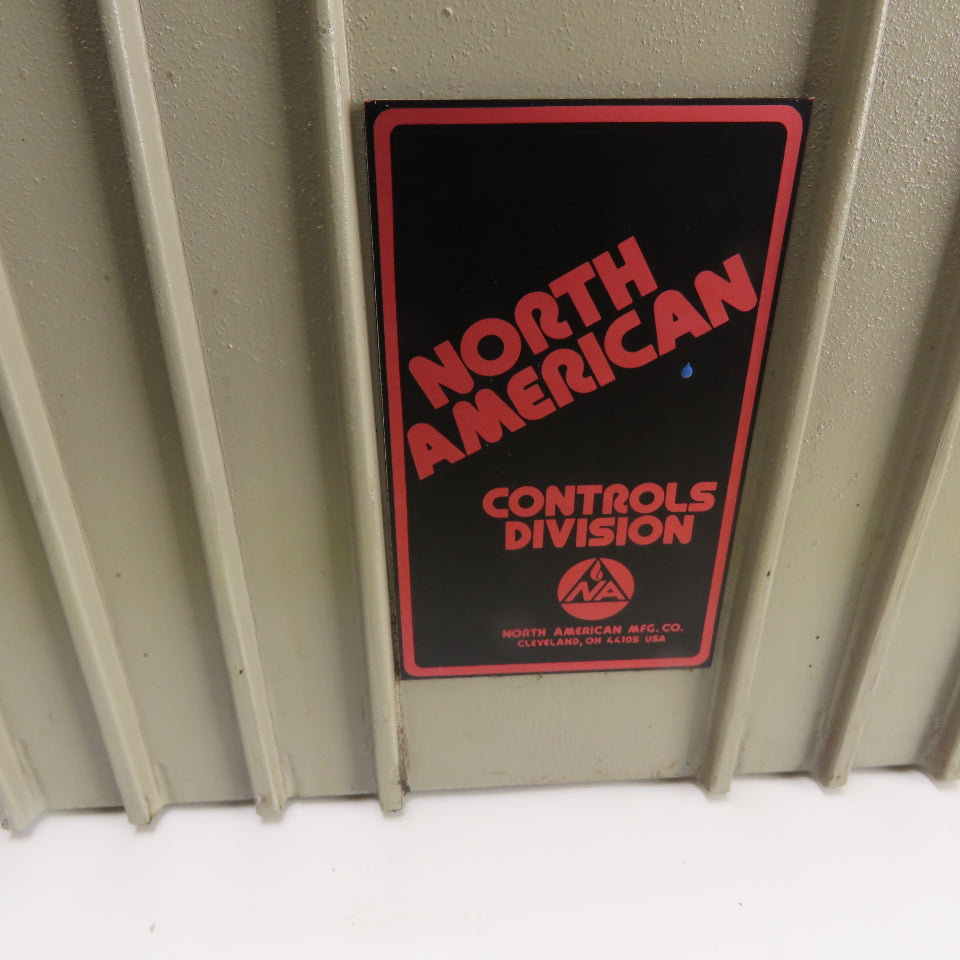 NORTH
AMERICAN
CONTROLS
DIVISION
NA
NORTH AMERICAN MFG. CO.
CLEVELAND, OH 44105 USA